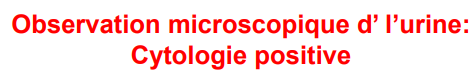 Observation microscopique d’ l’urine:
Cytologie positive